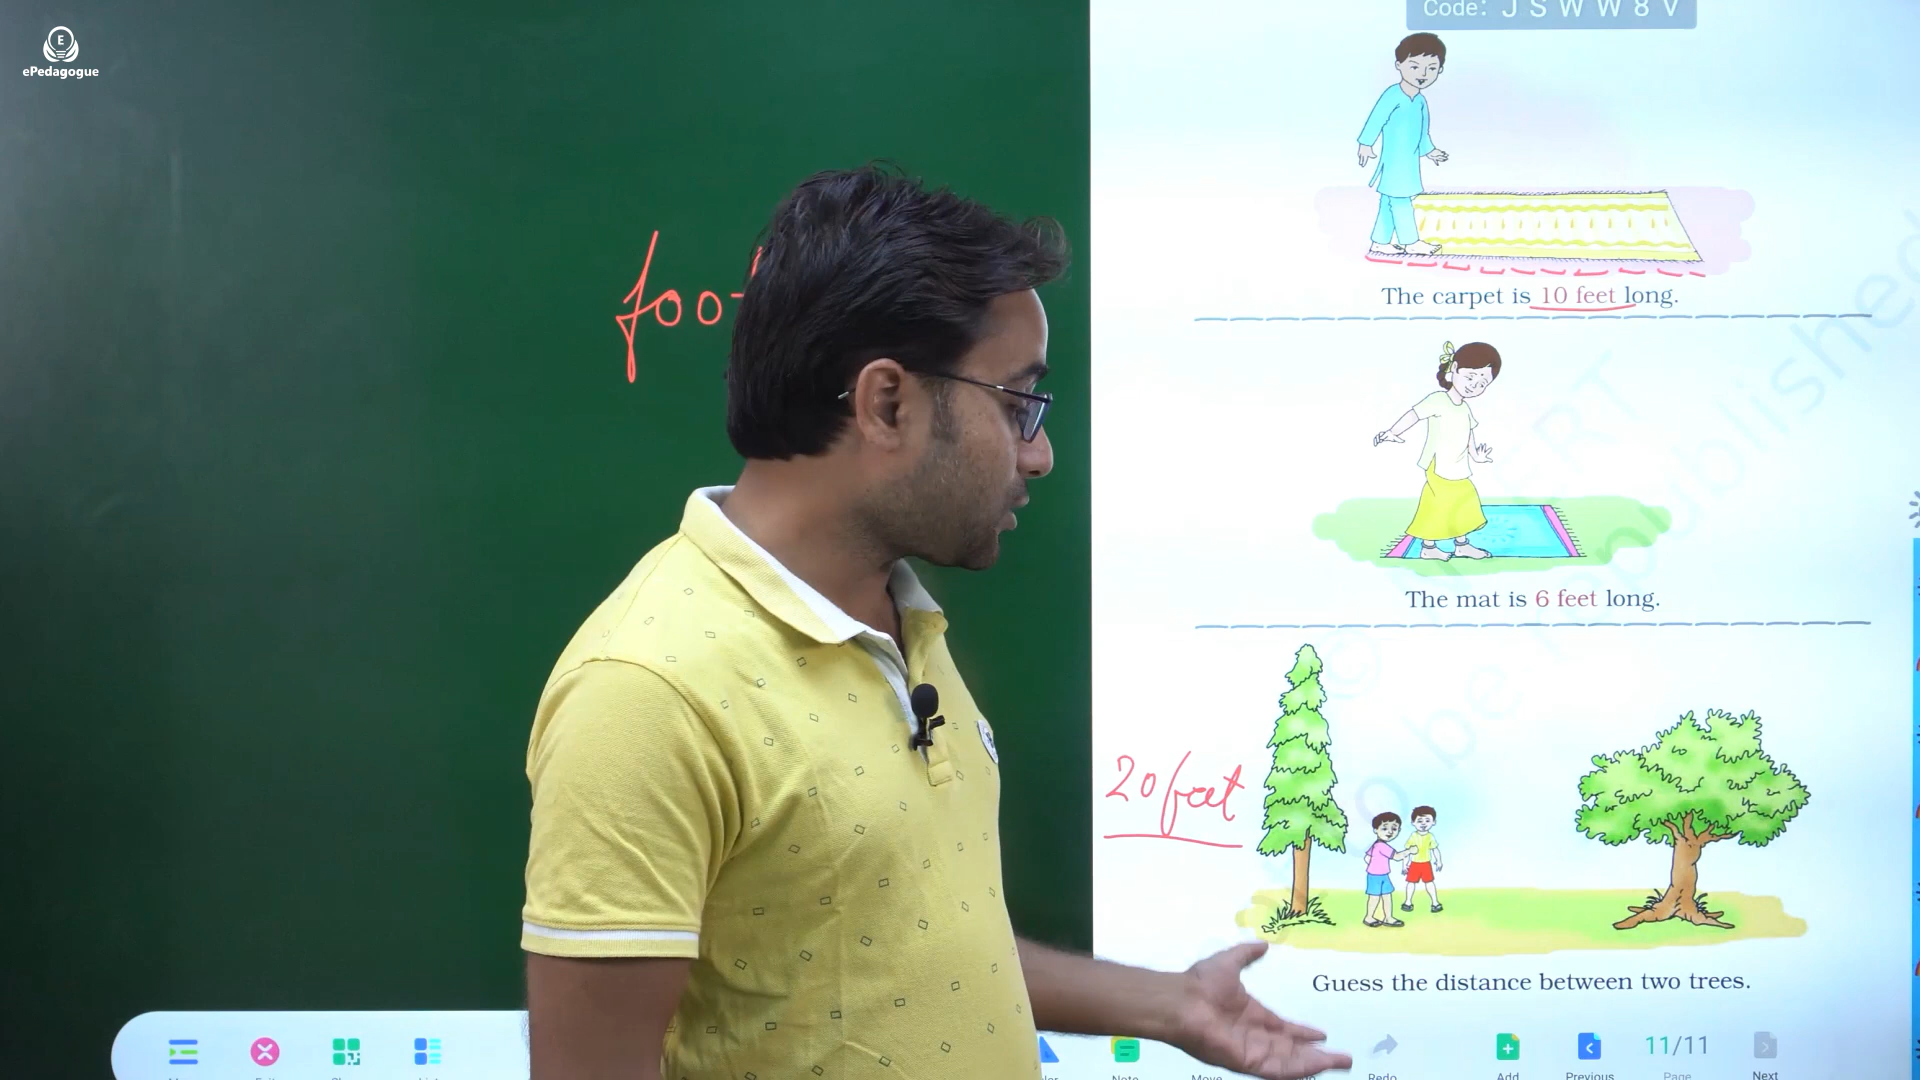 ePedagogue
Code: J S W W 8 V
The carpet is 10 feet long.
The mat is 6 feet long.
20 feet
Guess the distance between two trees.
Note
Move
Redo
Add
Previous
11/11
Page
Next